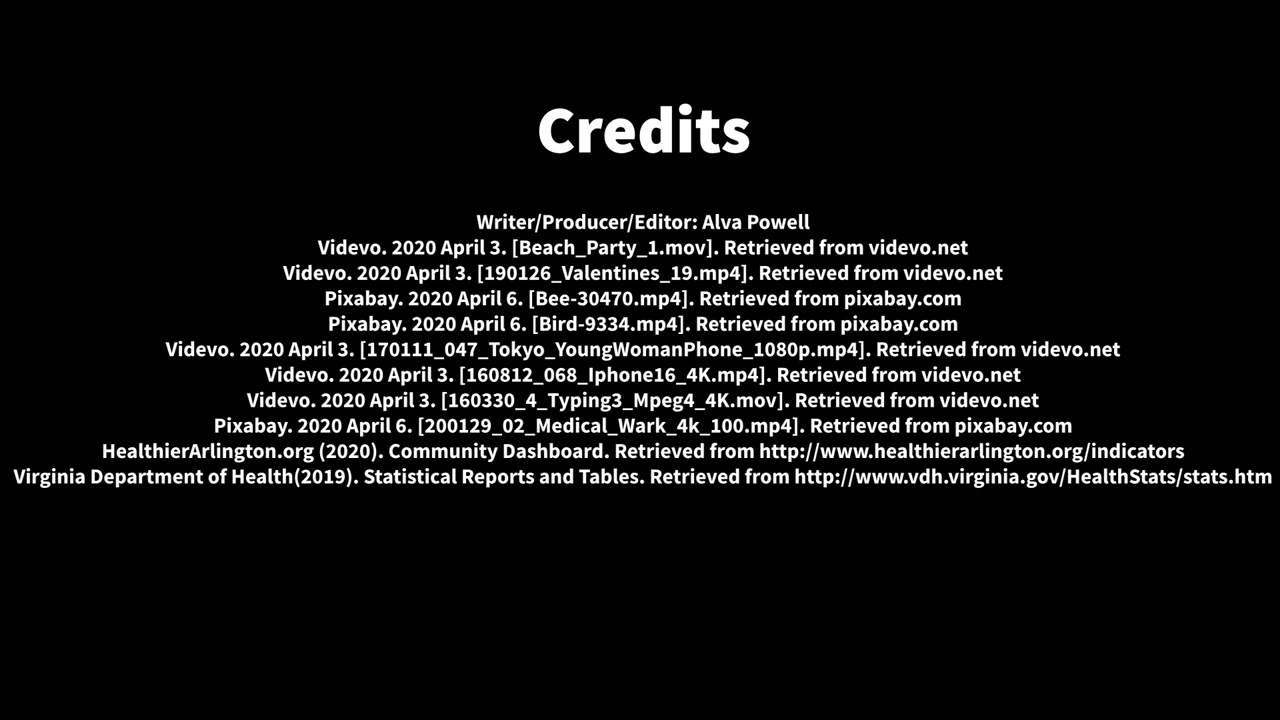 Credits
Writer/Producer/Editor: Alva Powell
Videvo. 2020 April 3. [Beach_Party_1.mov]. Retrieved from videvo.net
Videvo. 2020 April 3. [190126_Valentines_19.mp4]. Retrieved from videvo.net
Pixabay. 2020 April 6. [Bee-30470.mp4]. Retrieved from pixabay.com
Pixabay. 2020 April 6. [Bird-9334.mp4]. Retrieved from pixabay.com
Videvo. 2020 April 3. [170111_047_Tokyo_YoungWomanPhone_1080p.mp4]. Retrieved from videvo.net
Videvo. 2020 April 3. [160812_068_Iphone16_4K.mp4]. Retrieved from videvo.net
Videvo. 2020 April 3. [160330_4_Typing3_Mpeg4_4K.mov]. Retrieved from videvo.net
Pixabay. 2020 April 6. [200129_02_Medical_Wark_4k_100.mp4]. Retrieved from pixabay.com
HealthierArlington.org (2020). Community Dashboard. Retrieved from http://www.healthierarlington.org/indicators
Virginia Department of Health(2019). Statistical Reports and Tables. Retrieved from http://www.vdh.virginia.gov/HealthStats/stats.htm